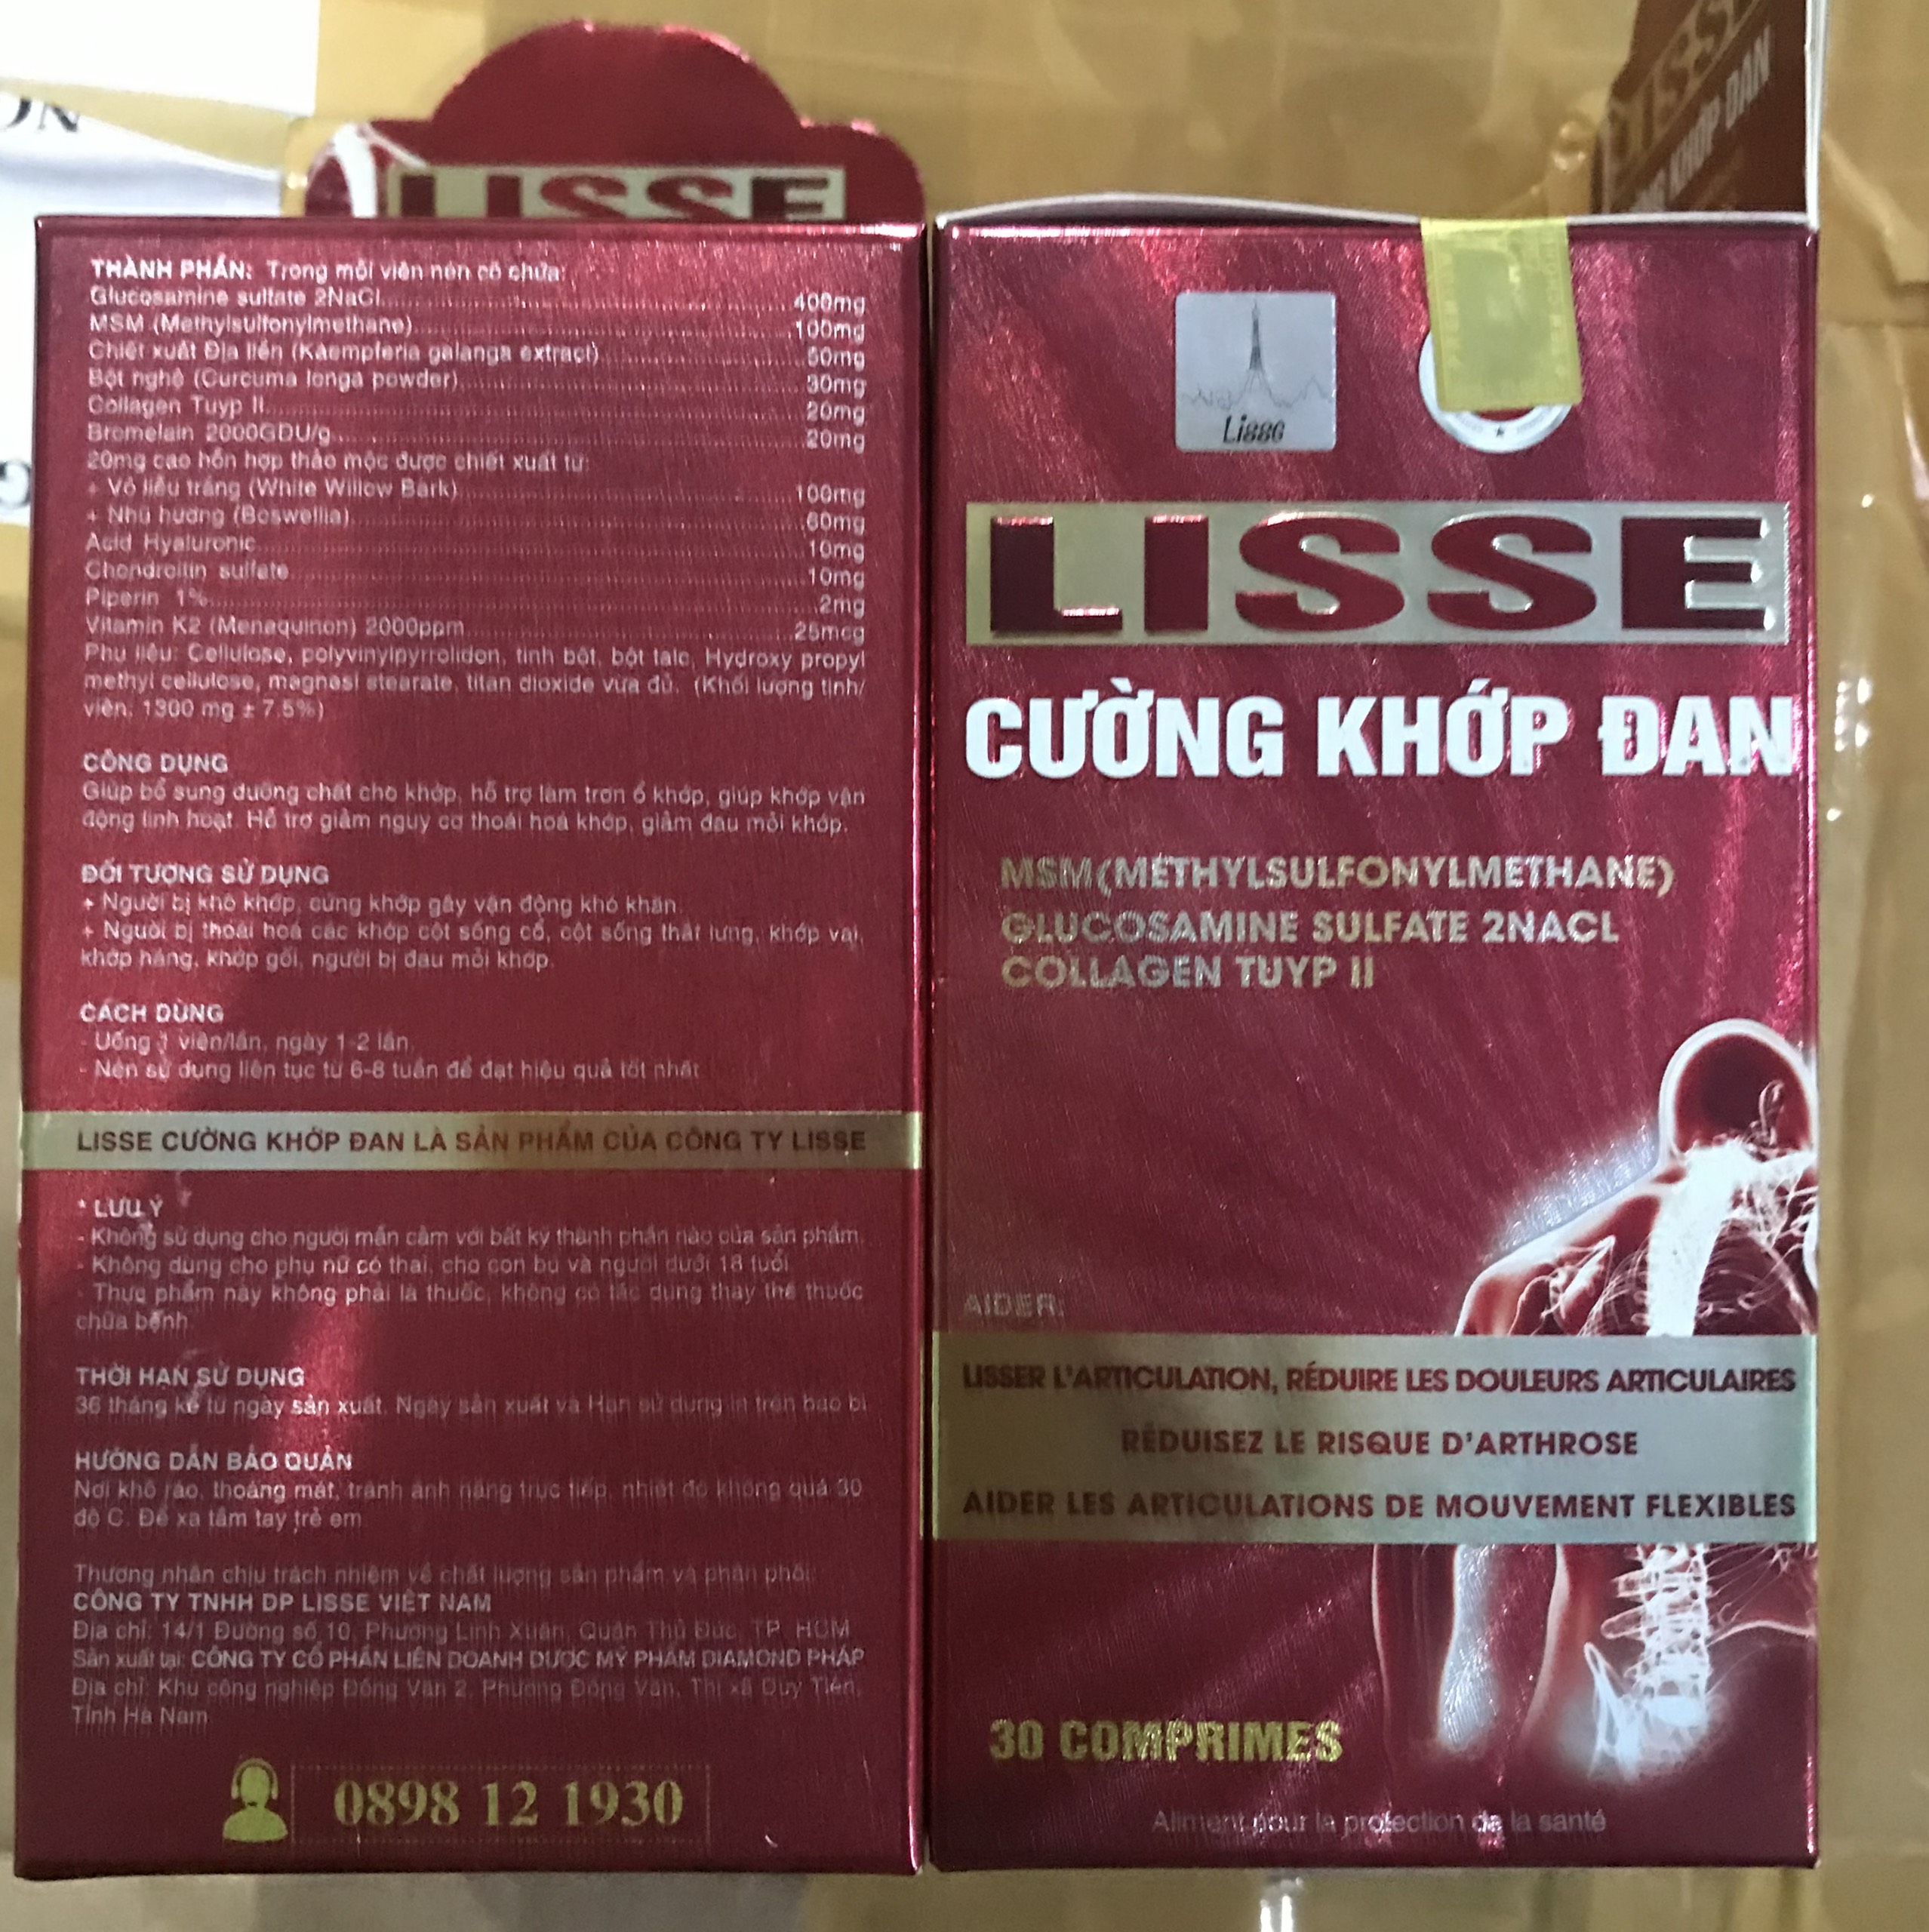 ON
LISSE
THÀNH PHẦN: Trong mỗi viên nén có chứa:
Glucosamine sulfate 2NaCl 400mg
MSM (Methylsulfonylmethane) 100mg
Chiết xuất Địa liền (Kaempferia galanga extract) 50mg
Bột nghệ (Curcuma longa powder) 30mg
Collagen Tuyp II 20mg
Bromelain 2000GDU/g 20mg
20mg cao hỗn hợp thảo mộc được chiết xuất từ:
+ Vỏ liễu trắng (White Willow Bark) 100mg
+ Nhũ hương (Boswellia) 60mg
Acid Hyaluronic 10mg
Chondroitin sulfate 10mg
Piperin 1% 2mg
Vitamin K2 (Menaquinon) 2000ppm 25mcg
Phụ liệu: Cellulose, polyvinylpyrrolidon, tinh bột, bột talc, Hydroxy propyl
methyl cellulose, magnesi stearate, titan dioxide vừa đủ. (Khối lượng tịnh/
viên: 1300 mg ± 7.5%)
CÔNG DỤNG
Giúp bổ sung dưỡng chất cho khớp, hỗ trợ làm trơn ổ khớp, giúp khớp vận
động linh hoạt. Hỗ trợ giảm nguy cơ thoái hoá khớp, giảm đau mỏi khớp.
ĐỐI TƯỢNG SỬ DỤNG
+ Người bị khô khớp, cứng khớp gây vận động khó khăn.
+ Người bị thoái hoá các khớp cột sống cổ, cột sống thắt lưng, khớp vai,
khớp háng, khớp gối, người bị đau mỏi khớp.
CÁCH DÙNG
- Uống 1 viên/lần, ngày 1-2 lần.
- Nên sử dụng liên tục từ 6-8 tuần để đạt hiệu quả tốt nhất
LISSE CƯỜNG KHỚP ĐAN LÀ SẢN PHẨM CỦA CÔNG TY LISSE
* LƯU Ý
- Không sử dụng cho người mẫn cảm với bất kỳ thành phần nào của sản phẩm.
- Không dùng cho phụ nữ có thai, cho con bú và người dưới 18 tuổi.
- Thực phẩm này không phải là thuốc, không có tác dụng thay thế thuốc
chữa bệnh.
THỜI HẠN SỬ DỤNG
36 tháng kể từ ngày sản xuất. Ngày sản xuất và Hạn sử dụng in trên bao bì.
HƯỚNG DẪN BẢO QUẢN
Nơi khô ráo, thoáng mát, tránh ánh nắng trực tiếp, nhiệt độ không quá 30
độ C. Để xa tầm tay trẻ em.
Thương nhân chịu trách nhiệm về chất lượng sản phẩm và phân phối:
CÔNG TY TNHH DP LISSE VIỆT NAM
Địa chỉ: 14/1 Đường số 10, Phường Linh Xuân, Quận Thủ Đức, TP. HCM
Sản xuất tại: CÔNG TY CỔ PHẦN LIÊN DOANH DƯỢC MỸ PHẨM DIAMOND PHÁP
Địa chỉ: Khu công nghiệp Đồng Văn 2, Phường Đồng Văn, Thị xã Duy Tiên,
Tỉnh Hà Nam
0898 12 1930
LISSE
KHỚP ĐAN
Lisse
LISSE
CƯỜNG KHỚP ĐAN
MSM(METHYLSULFONYLMETHANE)
GLUCOSAMINE SULFATE 2NACL
COLLAGEN TUYP II
AIDER:
LISSER L'ARTICULATION, RÉDUIRE LES DOULEURS ARTICULAIRES
RÉDUISEZ LE RISQUE D'ARTHROSE
AIDER LES ARTICULATIONS DE MOUVEMENT FLEXIBLES
30 COMPRIMES
Aliment pour la protection de la santé